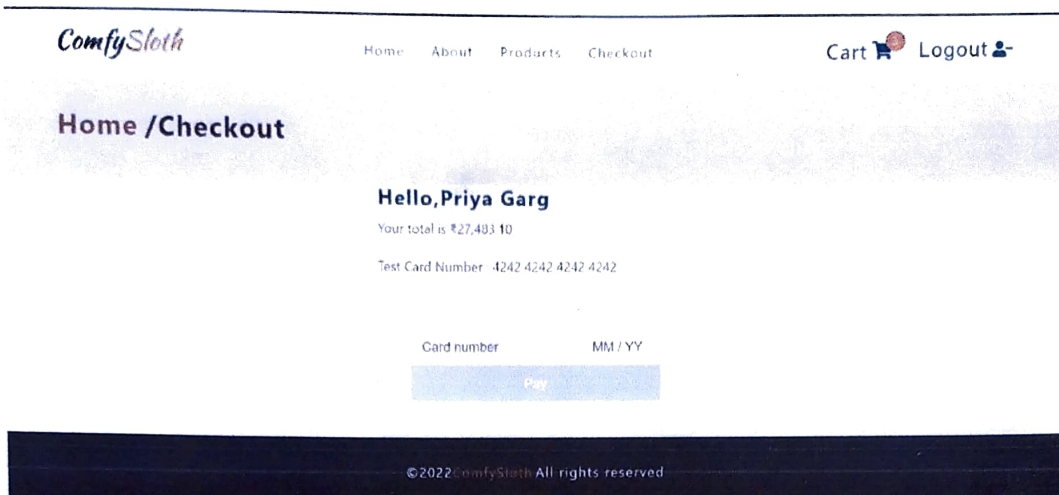 ComfySloth
Home About Products Checkout
Cart Logout
Home /Checkout
Hello,Priya Garg
Your total is ₹27,483.10
Test Card Number 4242 4242 4242 4242
Card number MM / YY
Pay
©2022 ComfySloth All rights reserved